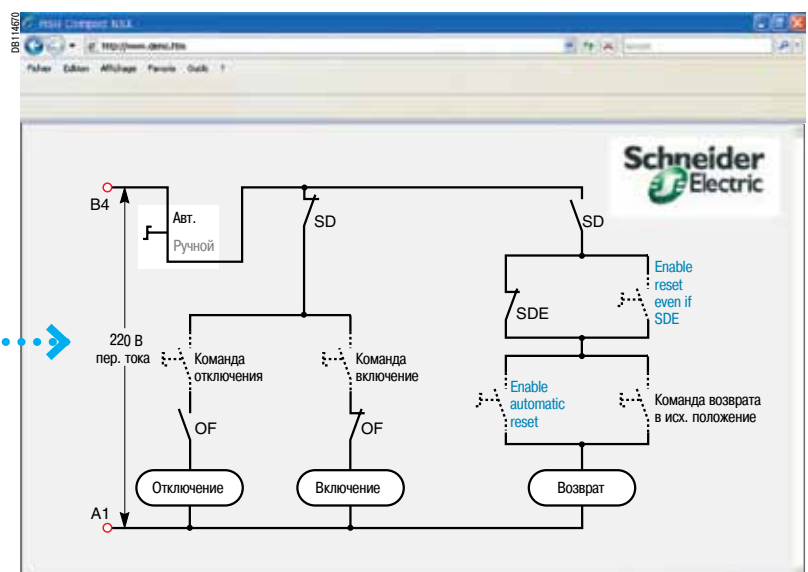 DB114670
Compact NSX
Fichier Edition Affichage Favoris Outils ?
Schneider
Electric
B4
Авт.
Ручной
SD
SD
Enable
reset
even if
SDE
SDE
220 В
пер. тока
Команда
отключения
Команда
включение
Enable
automatic
reset
Команда возврата
в исх. положение
OF
OF
Отключение
Включение
Возврат
A1